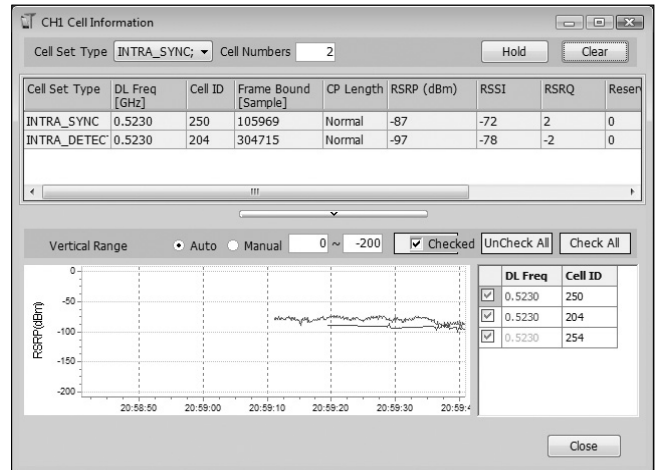 CH1 Cell Information
Cell Set Type INTRA_SYNC; Cell Numbers 2 Hold Clear
Cell Set Type DL Freq [GHz] Cell ID Frame Bound [Sample] CP Length RSRP (dBm) RSSI RSRQ Reserv
INTRA_SYNC 0.5230 250 105969 Normal -87 -72 2 0
INTRA_DETECT 0.5230 204 304715 Normal -97 -78 -2 0
Vertical Range Auto Manual 0 ~ -200 Checked UnCheck All Check All
DL Freq Cell ID
0.5230 250
0.5230 204
0.5230 254
RSRP(dBm)
0
-50
-100
-150
-200
20:58:50 20:59:00 20:59:10 20:59:20 20:59:30 20:59:4
Close